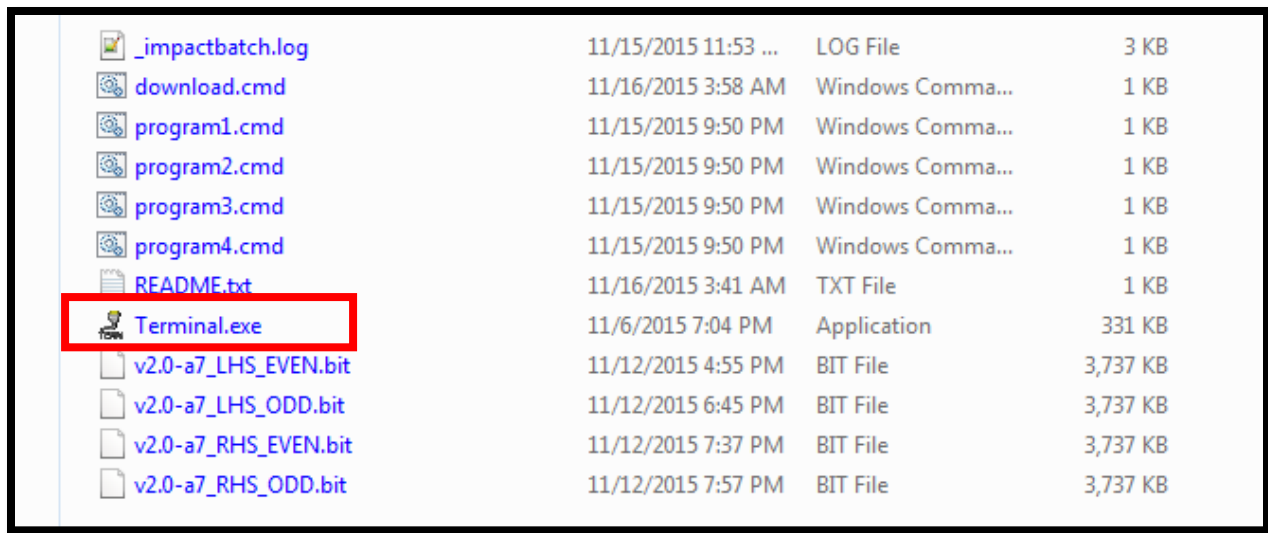 _impactbatch.log 11/15/2015 11:53 ... LOG File 3 KB
download.cmd 11/16/2015 3:58 AM Windows Comma... 1 KB
program1.cmd 11/15/2015 9:50 PM Windows Comma... 1 KB
program2.cmd 11/15/2015 9:50 PM Windows Comma... 1 KB
program3.cmd 11/15/2015 9:50 PM Windows Comma... 1 KB
program4.cmd 11/15/2015 9:50 PM Windows Comma... 1 KB
README.txt 11/16/2015 3:41 AM TXT File 1 KB
Terminal.exe 11/6/2015 7:04 PM Application 331 KB
v2.0-a7_LHS_EVEN.bit 11/12/2015 4:55 PM BIT File 3,737 KB
v2.0-a7_LHS_ODD.bit 11/12/2015 6:45 PM BIT File 3,737 KB
v2.0-a7_RHS_EVEN.bit 11/12/2015 7:37 PM BIT File 3,737 KB
v2.0-a7_RHS_ODD.bit 11/12/2015 7:57 PM BIT File 3,737 KB